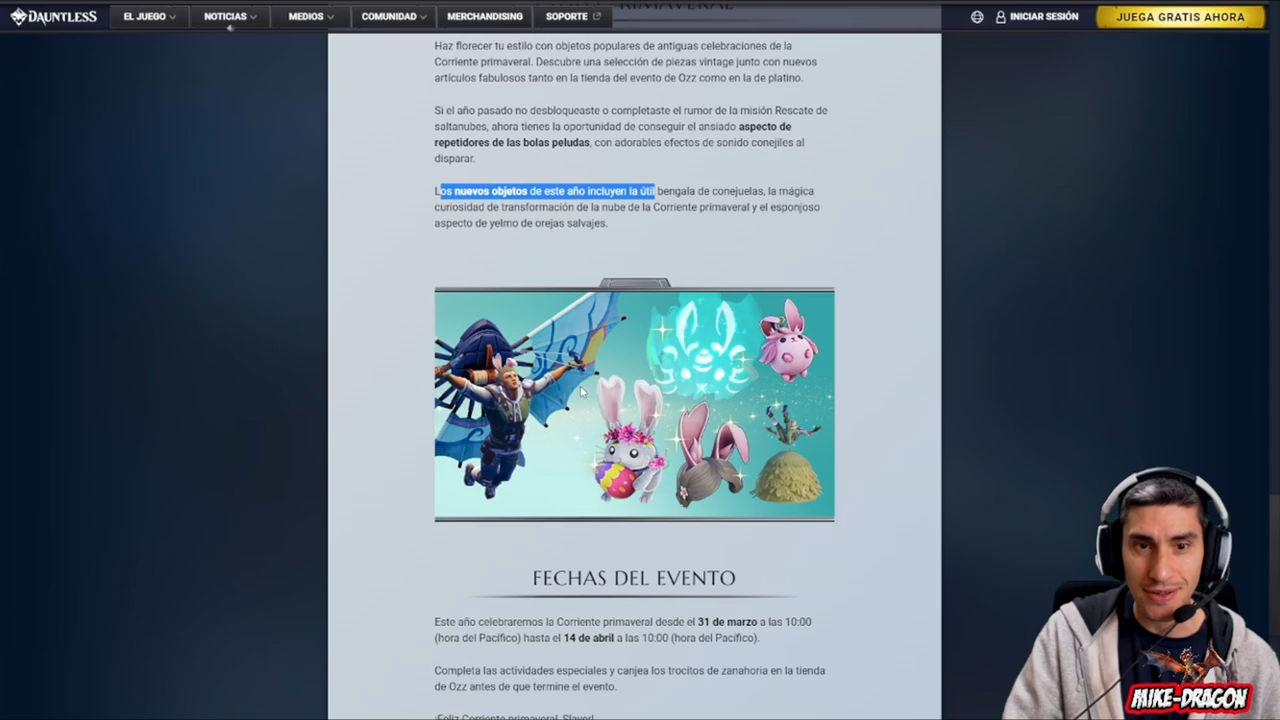 DAUNTLESS EL JUEGO NOTICIAS MEDIOS COMUNIDAD MERCHANDISING SOPORTE INICIAR SESIÓN JUEGA GRATIS AHORA
Haz florecer tu estilo con objetos populares de antiguas celebraciones de la
Corriente primaveral. Descubre una selección de piezas vintage junto con nuevos
artículos fabulosos tanto en la tienda del evento de Ozz como en la de platino.
Si el año pasado no desbloqueaste o completaste el rumor de la misión Rescate de
saltanubes, ahora tienes la oportunidad de conseguir el ansiado aspecto de
repetidores de las bolas peludas, con adorables efectos de sonido conejiles al
disparar.
Los nuevos objetos de este año incluyen la útil bengala de conejuelas, la mágica
curiosidad de transformación de la nube de la Corriente primaveral y el esponjoso
aspecto de yelmo de orejas salvajes.
FECHAS DEL EVENTO
Este año celebraremos la Corriente primaveral desde el 31 de marzo a las 10:00
(hora del Pacífico) hasta el 14 de abril a las 10:00 (hora del Pacífico).
Completa las actividades especiales y canjea los trocitos de zanahoria en la tienda
de Ozz antes de que termine el evento.
¡Feliz Corriente primaveral, Slayer!
MIKE-DRAGON